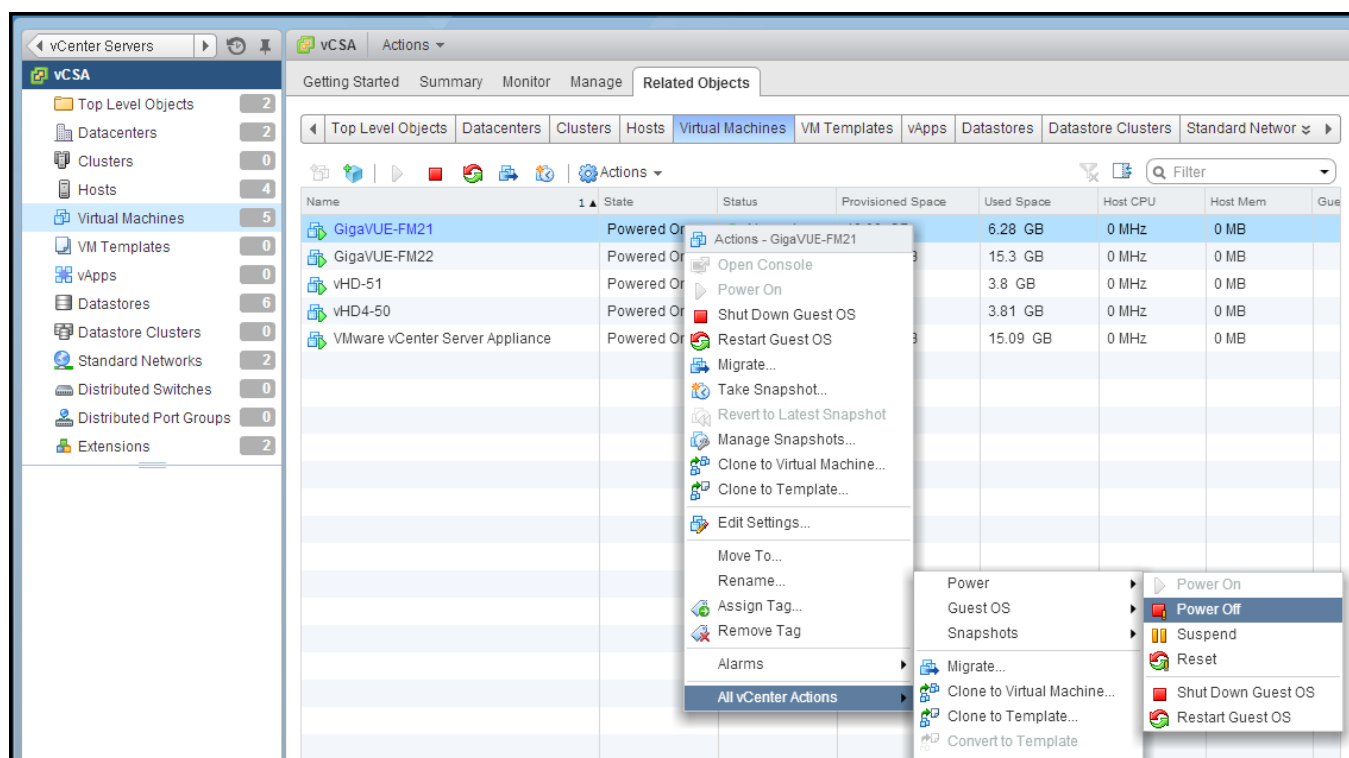 vCenter Servers
vCSA
Top Level Objects 2
Datacenters 2
Clusters 0
Hosts 4
Virtual Machines 5
VM Templates 0
vApps 0
Datastores 6
Datastore Clusters 0
Standard Networks 2
Distributed Switches 0
Distributed Port Groups 0
Extensions 2
vCSA Actions
Getting Started Summary Monitor Manage Related Objects
Top Level Objects Datacenters Clusters Hosts Virtual Machines VM Templates vApps Datastores Datastore Clusters Standard Networ
Actions Filter
Name 1 State Status Provisioned Space Used Space Host CPU Host Mem Gue
GigaVUE-FM21 Powered On 6.28 GB 0 MHz 0 MB
GigaVUE-FM22 Powered Or 15.3 GB 0 MHz 0 MB
vHD-51 Powered Or 3.8 GB 0 MHz 0 MB
vHD4-50 Powered Or 3.81 GB 0 MHz 0 MB
VMware vCenter Server Appliance Powered Or 15.09 GB 0 MHz 0 MB
Actions - GigaVUE-FM21
Open Console
Power On
Shut Down Guest OS
Restart Guest OS
Migrate...
Take Snapshot...
Revert to Latest Snapshot
Manage Snapshots...
Clone to Virtual Machine...
Clone to Template...
Edit Settings...
Move To...
Rename...
Assign Tag...
Remove Tag
Alarms
All vCenter Actions
Power
Guest OS
Snapshots
Migrate...
Clone to Virtual Machine...
Clone to Template...
Convert to Template
Power On
Power Off
Suspend
Reset
Shut Down Guest OS
Restart Guest OS